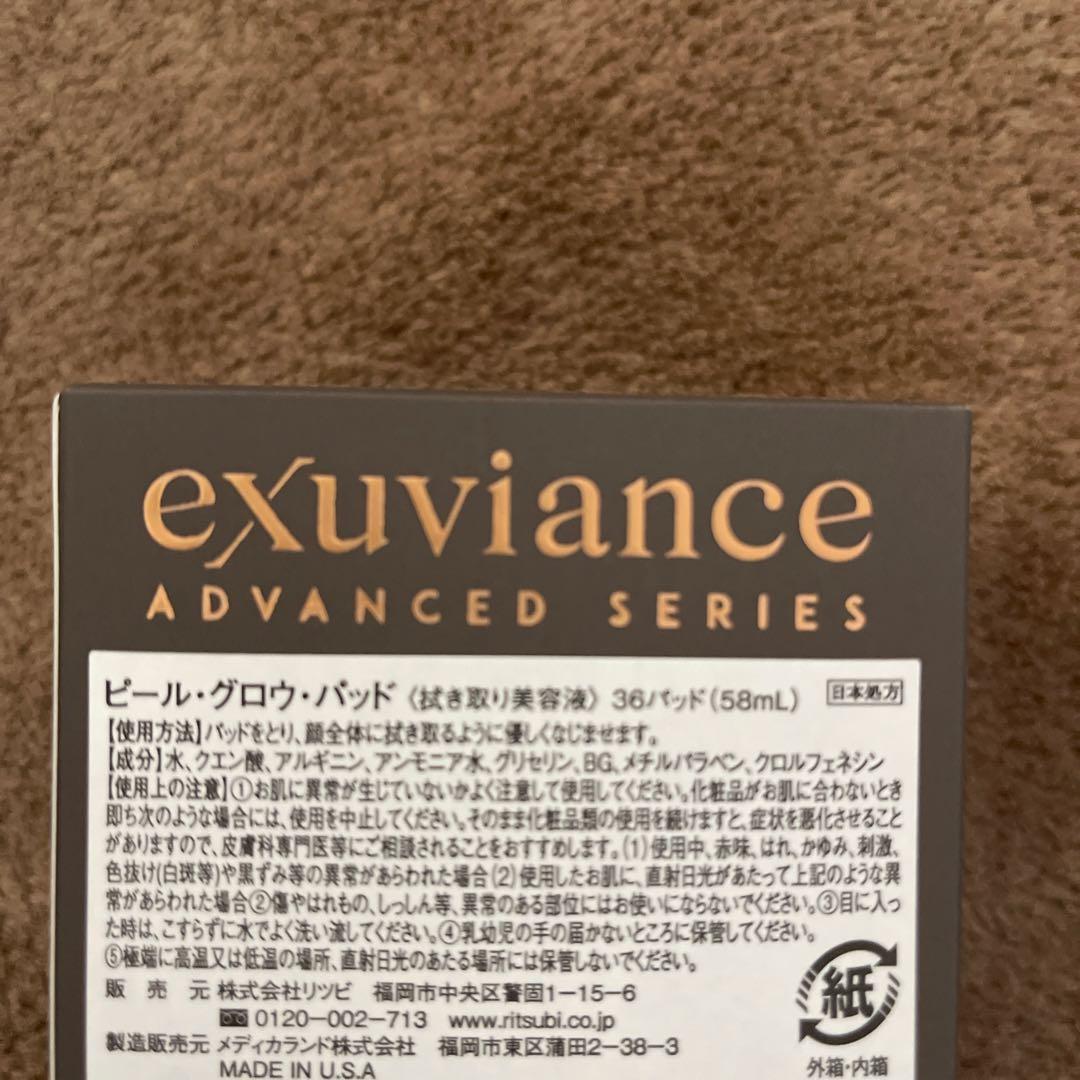 exuviance
ADVANCED SERIES
ピール・グロウ・パッド〈拭き取り美容液〉36パッド(58mL) 日本処方
【使用方法】パッドをとり、顔全体に拭き取るように優しくなじませます。
【成分】水、クエン酸、アルギニン、アンモニア水、グリセリン、BG、メチルパラベン、クロルフェネシン
【使用上の注意】①お肌に異常が生じていないかよく注意して使用してください。化粧品がお肌に合わないとき
即ち次のような場合には、使用を中止してください。そのまま化粧品類の使用を続けますと、症状を悪化させること
がありますので、皮膚科専門医等にご相談されることをおすすめします。(1)使用中、赤味、はれ、かゆみ、刺激、
色抜け(白斑等)や黒ずみ等の異常があらわれた場合(2)使用したお肌に、直射日光があたって上記のような異
常があらわれた場合②傷やはれもの、しっしん等、異常のある部位にはお使いにならないでください。③目に入っ
た時は、こすらずに水でよく洗い流してください。④乳幼児の手の届かないところに保管してください。
⑤極端に高温又は低温の場所、直射日光のあたる場所には保管しないでください。
販売元 株式会社リツビ 福岡市中央区警固1-15-6
0120-002-713 www.ritsubi.co.jp
製造販売元 メディカランド株式会社 福岡市東区蒲田2-38-3
MADE IN U.S.A
紙
外箱・内箱